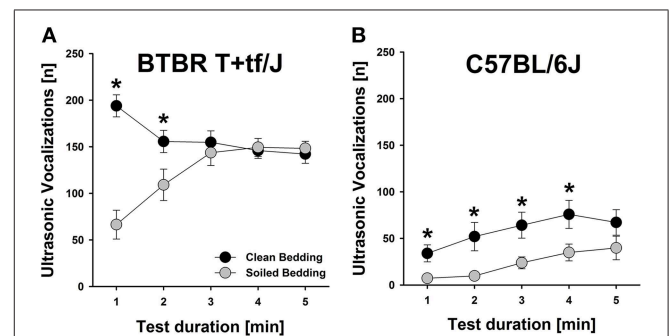 A
BTBR T+tf/J
Ultrasonic Vocalizations [n]
250
200
150
100
50
0
*
*
Clean Bedding
Soiled Bedding
1 2 3 4 5
Test duration [min]
B
C57BL/6J
Ultrasonic Vocalizations [n]
250
200
150
100
50
0
* * * *
1 2 3 4 5
Test duration [min]